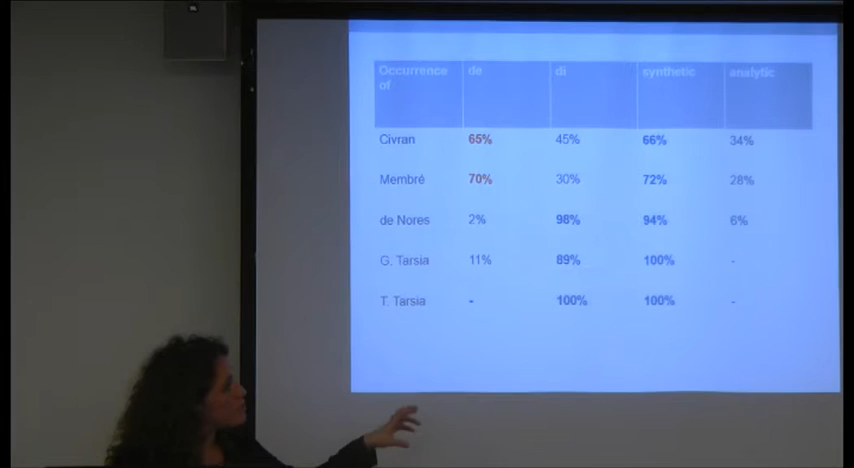 Occurrence of de di synthetic analytic
Civran 65% 45% 66% 34%
Membré 70% 30% 72% 28%
de Nores 2% 98% 94% 6%
G. Tarsia 11% 89% 100% -
T. Tarsia - 100% 100% -